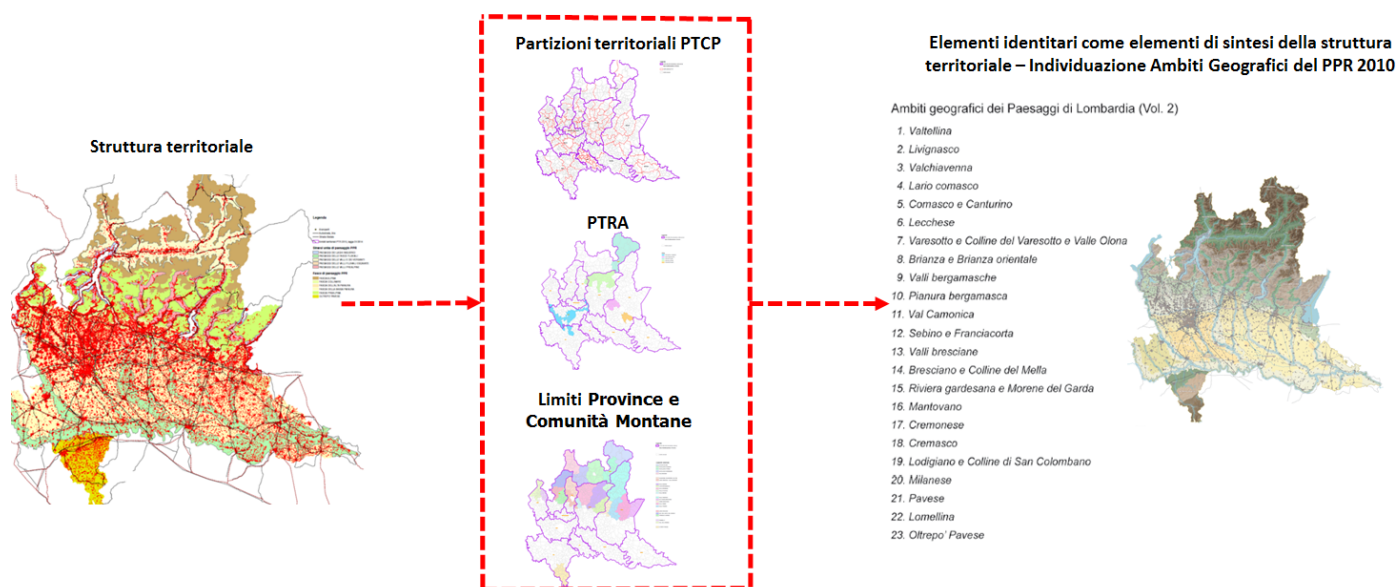 Struttura territoriale
Partizioni territoriali PTCP
PTRA
Limiti Province e
Comunità Montane
Elementi identitari come elementi di sintesi della struttura
territoriale – Individuazione Ambiti Geografici del PPR 2010
Ambiti geografici dei Paesaggi di Lombardia (Vol. 2)
1. Valtellina
2. Livignasco
3. Valchiavenna
4. Lario comasco
5. Comasco e Canturino
6. Lecchese
7. Varesotto e Colline del Varesotto e Valle Olona
8. Brianza e Brianza orientale
9. Valli bergamasche
10. Pianura bergamasca
11. Val Camonica
12. Sebino e Franciacorta
13. Valli bresciane
14. Bresciano e Colline del Mella
15. Riviera gardesana e Morene del Garda
16. Mantovano
17. Cremonese
18. Cremasco
19. Lodigiano e Colline di San Colombano
20. Milanese
21. Pavese
22. Lomellina
23. Oltrepo' Pavese